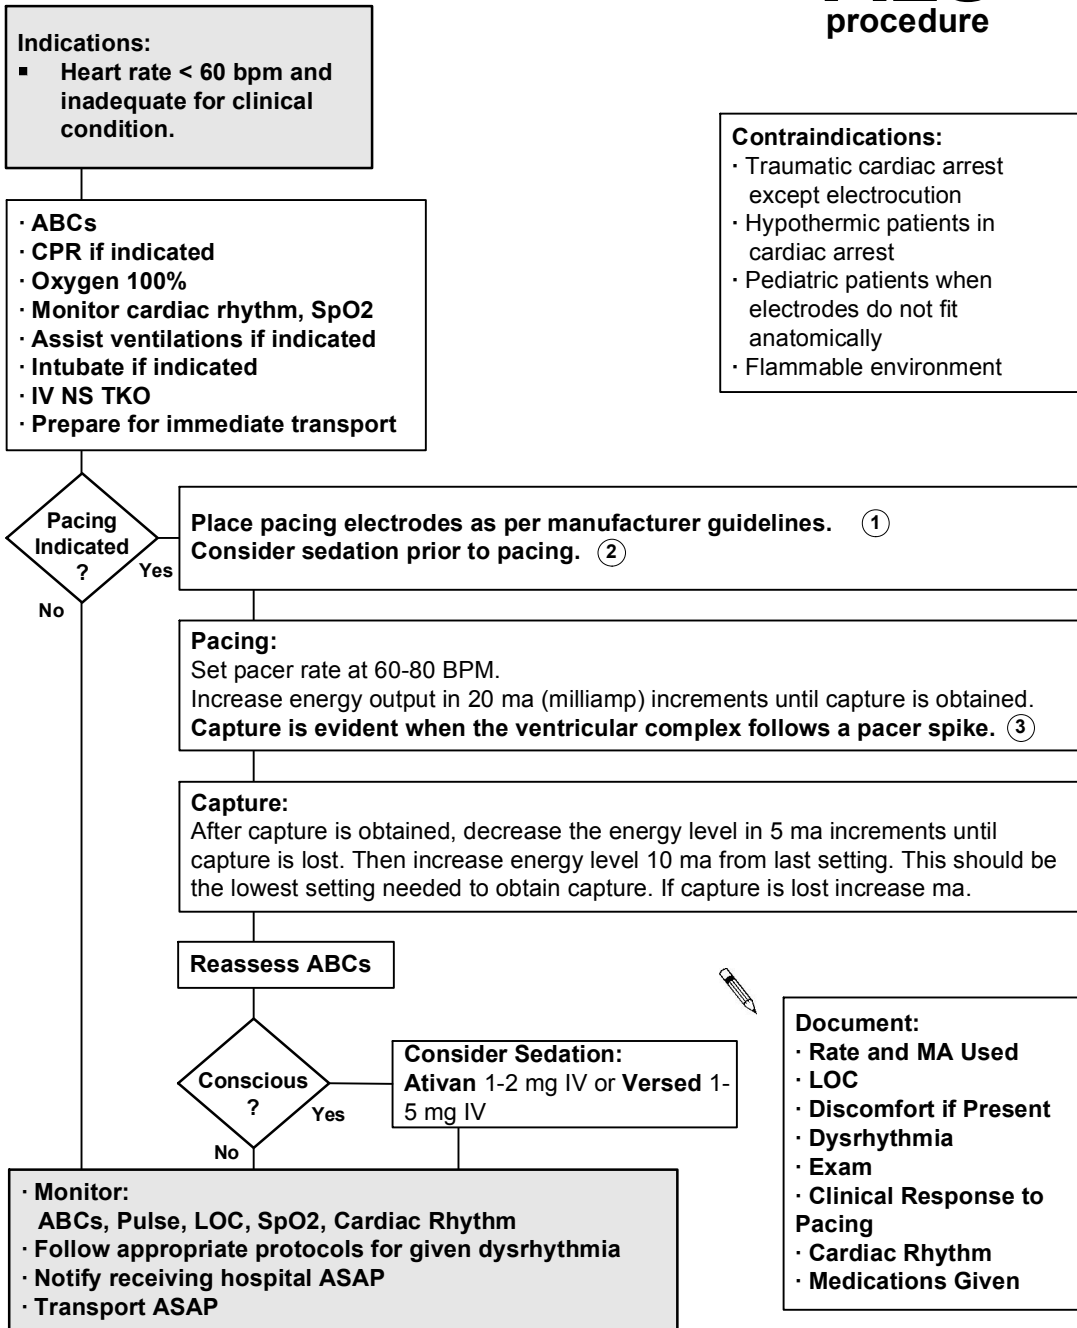 procedure
Indications:
▪ Heart rate < 60 bpm and
inadequate for clinical
condition.
Contraindications:
· Traumatic cardiac arrest
except electrocution
· Hypothermic patients in
cardiac arrest
· Pediatric patients when
electrodes do not fit
anatomically
· Flammable environment
· ABCs
· CPR if indicated
· Oxygen 100%
· Monitor cardiac rhythm, SpO2
· Assist ventilations if indicated
· Intubate if indicated
· IV NS TKO
· Prepare for immediate transport
Pacing
Indicated
?
Yes
No
Place pacing electrodes as per manufacturer guidelines. 1
Consider sedation prior to pacing. 2
Pacing:
Set pacer rate at 60-80 BPM.
Increase energy output in 20 ma (milliamp) increments until capture is obtained.
Capture is evident when the ventricular complex follows a pacer spike. 3
Capture:
After capture is obtained, decrease the energy level in 5 ma increments until
capture is lost. Then increase energy level 10 ma from last setting. This should be
the lowest setting needed to obtain capture. If capture is lost increase ma.
Reassess ABCs
Conscious
?
Yes
No
Consider Sedation:
Ativan 1-2 mg IV or Versed 1-
5 mg IV
Document:
· Rate and MA Used
· LOC
· Discomfort if Present
· Dysrhythmia
· Exam
· Clinical Response to
Pacing
· Cardiac Rhythm
· Medications Given
· Monitor:
ABCs, Pulse, LOC, SpO2, Cardiac Rhythm
· Follow appropriate protocols for given dysrhythmia
· Notify receiving hospital ASAP
· Transport ASAP